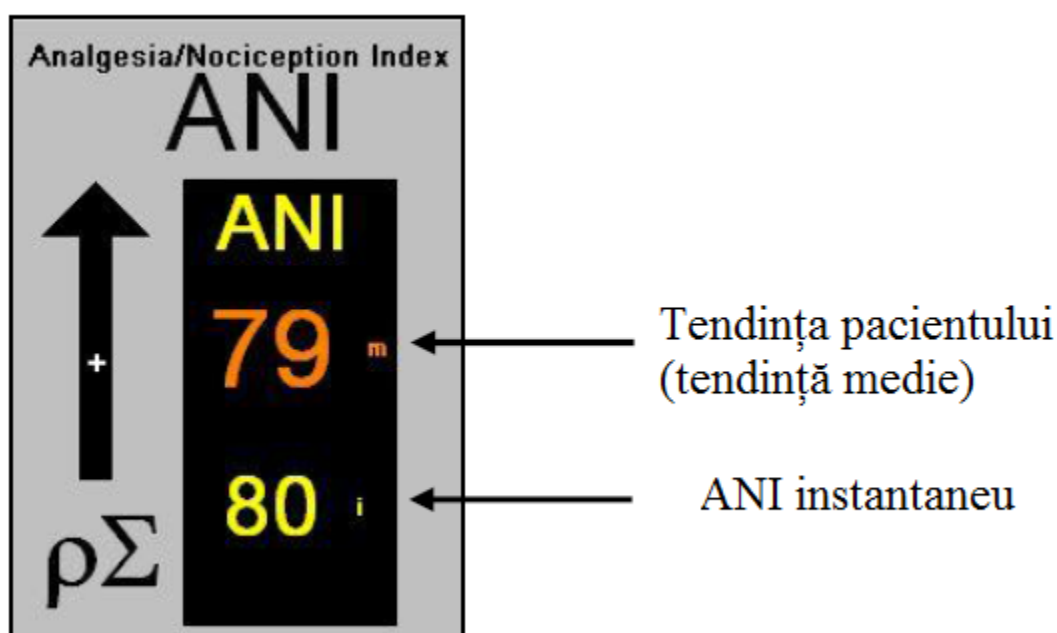 Analgesia/Nociception Index
ANI
ANI
79 m
80 i
+
ρΣ
Tendința pacientului
(tendință medie)
ANI instantaneu